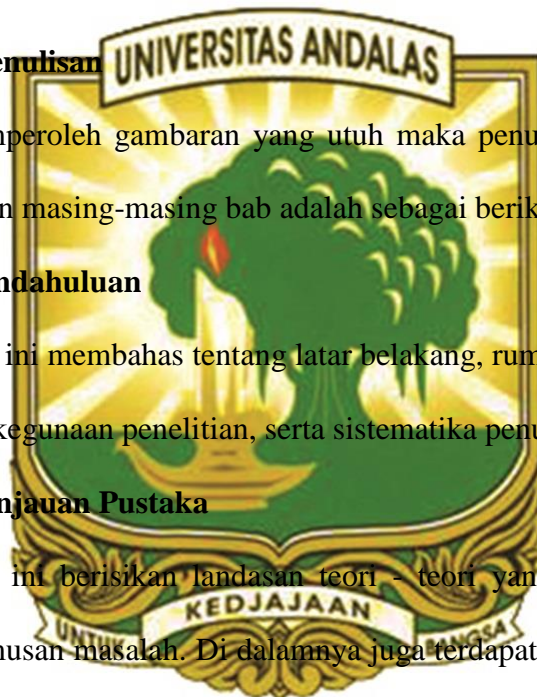 enulisan UNIVERSITAS ANDALAS
nperoleh gambaran yang utuh maka penu
n masing-masing bab adalah sebagai berik
ndahuluan
ini membahas tentang latar belakang, rum
kegunaan penelitian, serta sistematika penu
njauan Pustaka
ini berisikan landasan teori - teori yan
KEDJAJAAN
UNTUK BANGSA
usan masalah. Di dalamnya juga terdapat